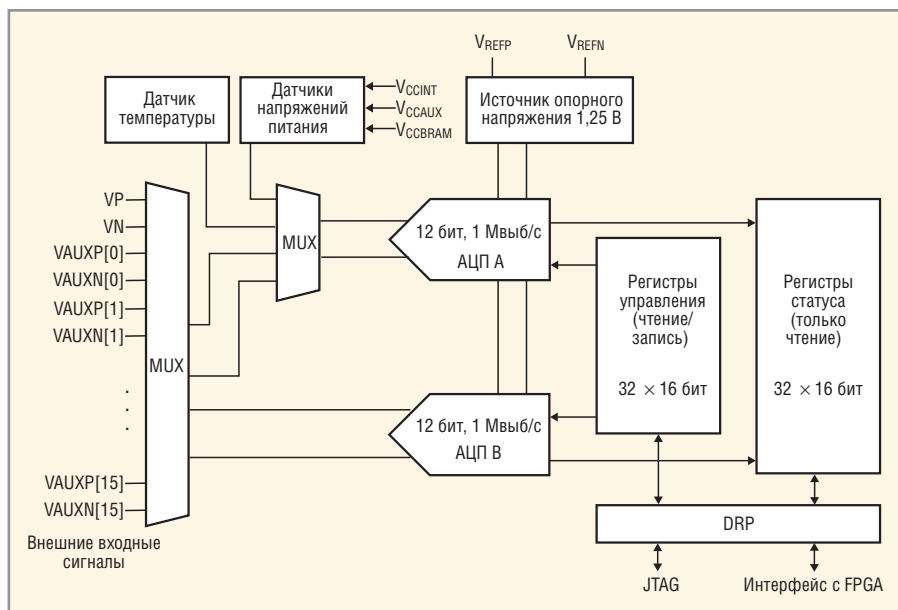 VREFP
VREFN
Датчик
температуры
Датчики
напряжений
питания
VCCINT
VCCAUX
VCCBRAM
Источник опорного
напряжения 1,25 В
VP
VN
VAUXP[0]
VAUXN[0]
VAUXP[1]
VAUXN[1]
.
.
.
VAUXP[15]
VAUXN[15]
Внешние входные
сигналы
MUX
MUX
12 бит, 1 Мвыб/с
АЦП А
12 бит, 1 Мвыб/с
АЦП В
Регистры
управления
(чтение/
запись)
32 × 16 бит
Регистры
статуса
(только
чтение)
32 × 16 бит
DRP
JTAG
Интерфейс с FPGA